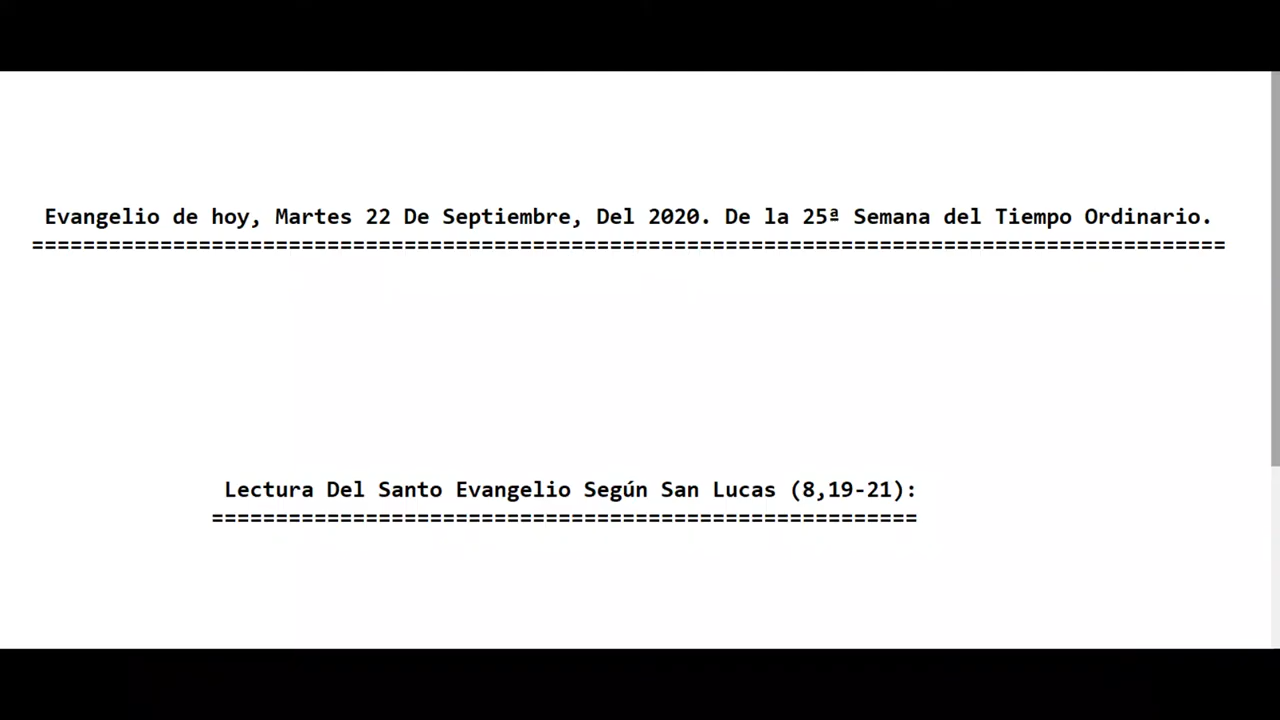 Evangelio de hoy, Martes 22 De Septiembre, Del 2020. De la 25ª Semana del Tiempo Ordinario.
=============================================================================================
Lectura Del Santo Evangelio Según San Lucas (8,19-21):
=======================================================